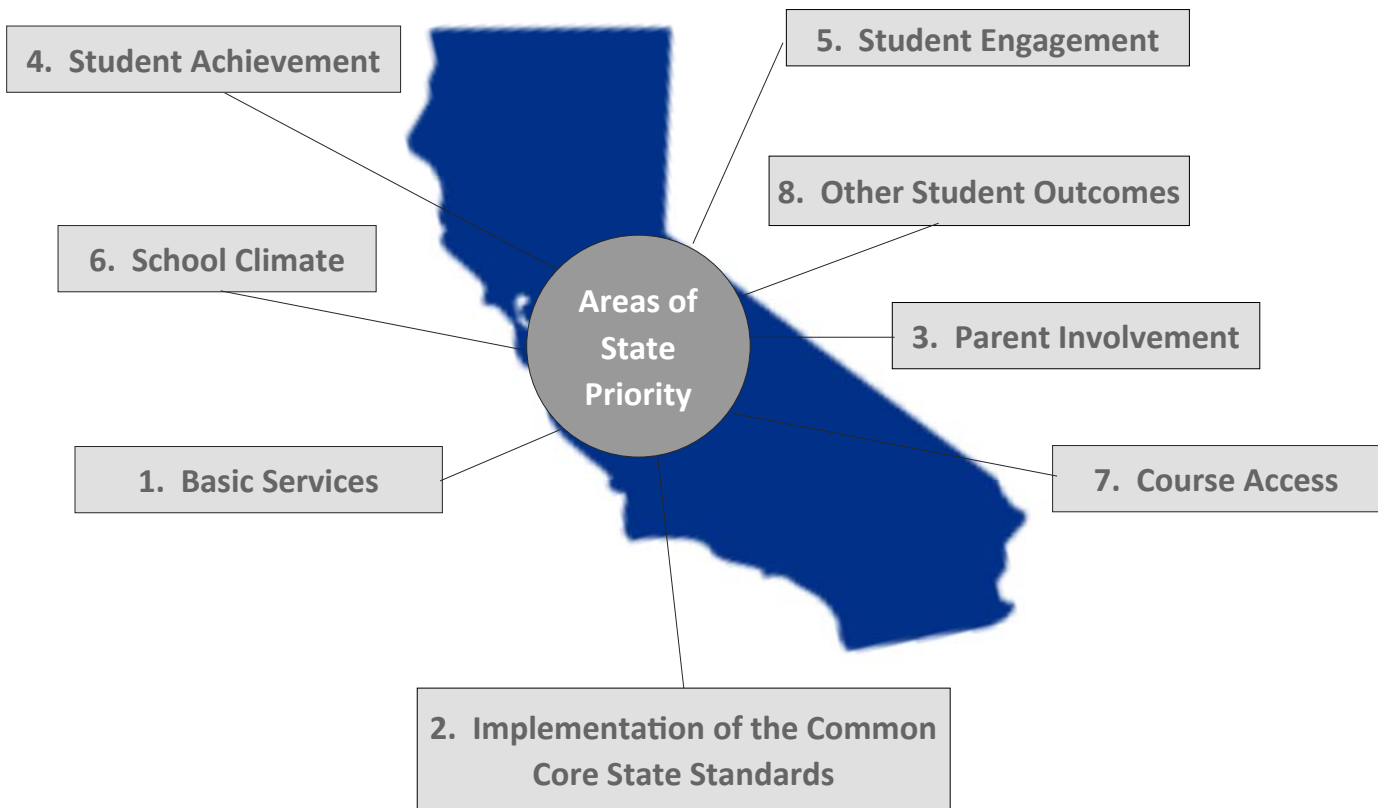 5. Student Engagement
4. Student Achievement
8. Other Student Outcomes
6. School Climate
Areas of
State
Priority
3. Parent Involvement
1. Basic Services
7. Course Access
2. Implementation of the Common
Core State Standards